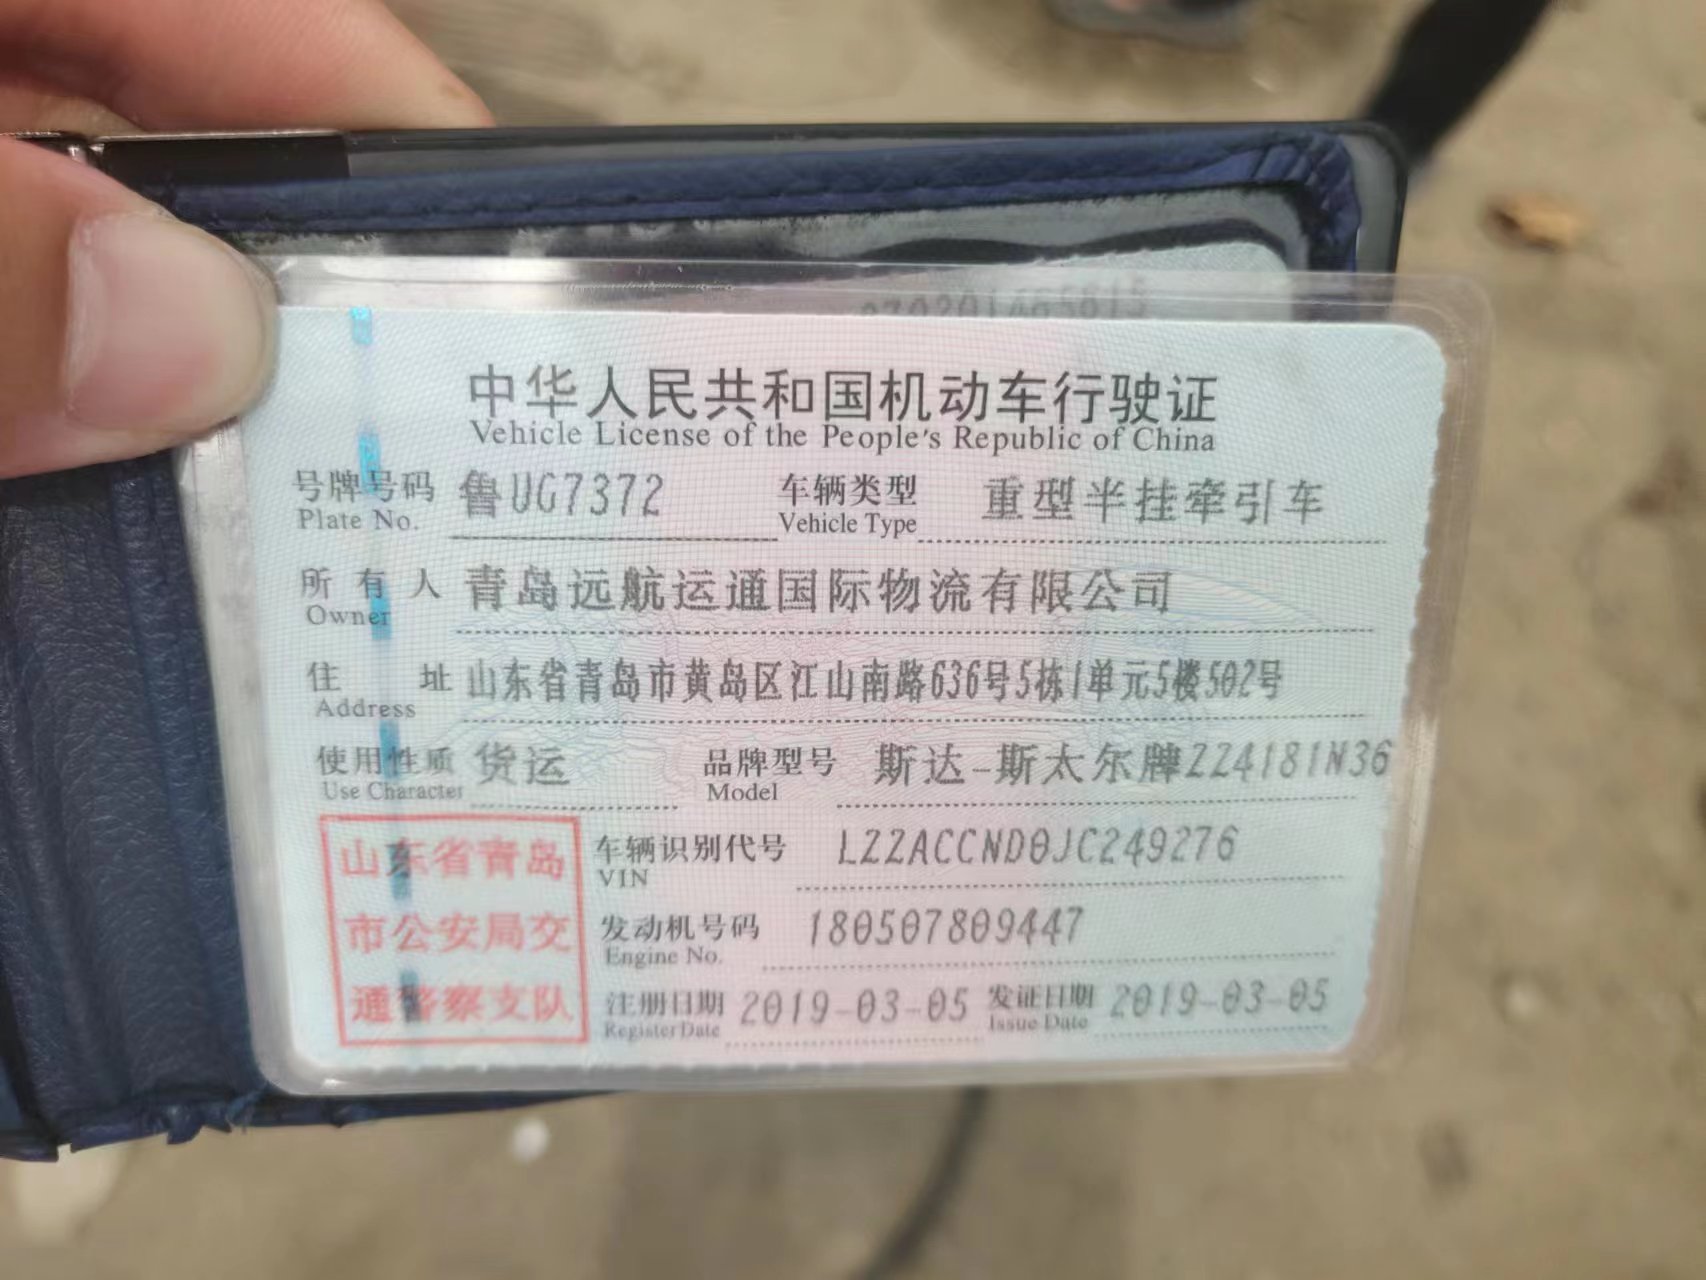 370201465615
中华人民共和国机动车行驶证
Vehicle License of the People's Republic of China
号牌号码 鲁UG7372 车辆类型 重型半挂牵引车
Plate No. Vehicle Type
所有人 青岛远航运通国际物流有限公司
Owner
住址 山东省青岛市黄岛区江山南路636号5栋1单元5楼502号
Address
使用性质 货运 品牌型号 斯达-斯太尔牌ZZ4181N36
Use Character Model
山东省青岛
市公安局交
通警察支队
车辆识别代号 LZZACCND0JC249276
VIN
发动机号码 180507809447
Engine No.
注册日期 2019-03-05 发证日期 2019-03-05
Register Date Issue Date